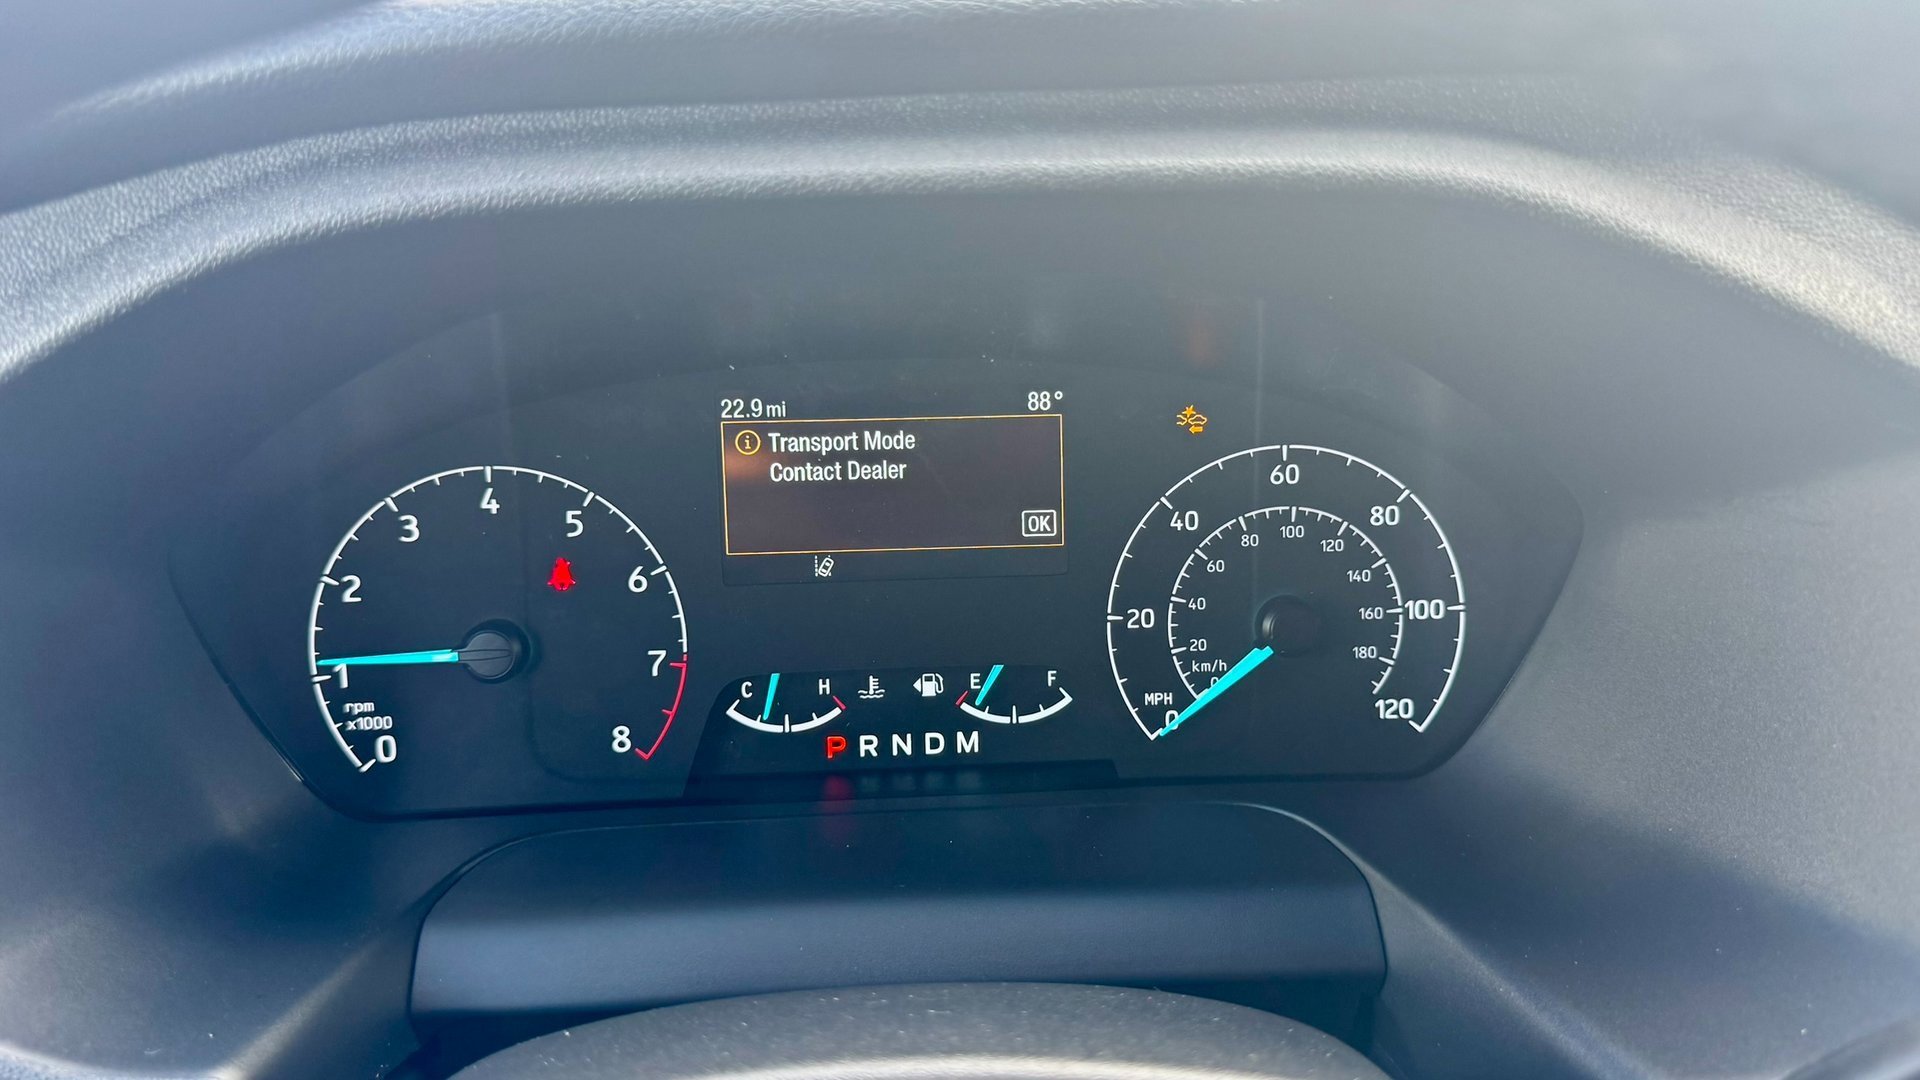 22.9 mi 88°
Transport Mode
Contact Dealer
OK
0 1 2 3 4 5 6 7 8
rpm
x1000
C H
E F
P R N D M
0 20 40 60 80 100 120
MPH
0 20 40 60 80 100 120 140 160 180
km/h